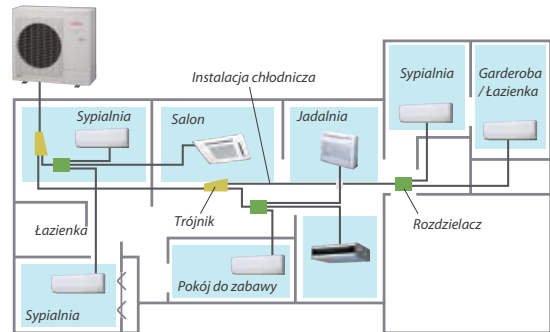 Instalacja chłodnicza
Sypialnia
Garderoba
/ Łazienka
Sypialnia
Salon
Jadalnia
Łazienka
Trójnik
Rozdzielacz
Pokój do zabawy
Sypialnia